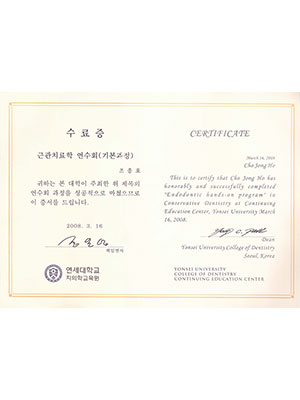 수 료 증
근관치료학 연수회(기본과정)
조 종 호
귀하는 본 대학이 주최한 위 제목의
연수회 과정을 성공적으로 마쳤으므로
이 증서를 드립니다.
2008. 3. 16
책임연자
연세대학교
치의학교육원
CERTIFICATE
March 16, 2008
Cho Jong Ho
This is to certify that Cho Jong Ho has
honorably and successfully completed
"Endodontic hands-on program" in
Conservative Dentistry at Continuing
Education Center, Yonsei University March
16, 2008.
Dean
Yonsei University College of Dentistry
Seoul, Korea
YONSEI UNIVERSITY
COLLEGE OF DENTISTRY
CONTINUING EDUCATION CENTER